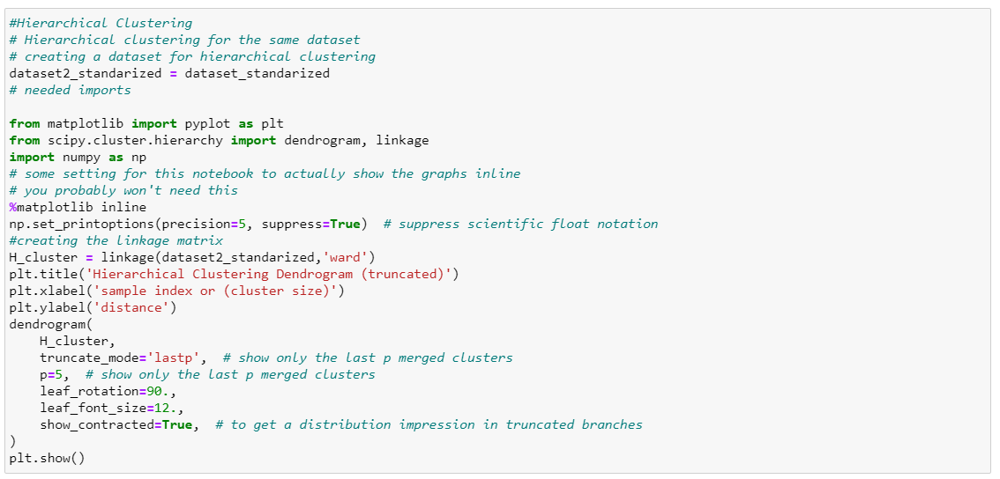 #Hierarchical Clustering
# Hierarchical clustering for the same dataset
# creating a dataset for hierarchical clustering
dataset2_standarized = dataset_standarized
# needed imports

from matplotlib import pyplot as plt
from scipy.cluster.hierarchy import dendrogram, linkage
import numpy as np
# some setting for this notebook to actually show the graphs inline
# you probably won't need this
%matplotlib inline
np.set_printoptions(precision=5, suppress=True)  # suppress scientific float notation
#creating the linkage matrix
H_cluster = linkage(dataset2_standarized,'ward')
plt.title('Hierarchical Clustering Dendrogram (truncated)')
plt.xlabel('sample index or (cluster size)')
plt.ylabel('distance')
dendrogram(
    H_cluster,
    truncate_mode='lastp',  # show only the last p merged clusters
    p=5,  # show only the last p merged clusters
    leaf_rotation=90.,
    leaf_font_size=12.,
    show_contracted=True,  # to get a distribution impression in truncated branches
)
plt.show()